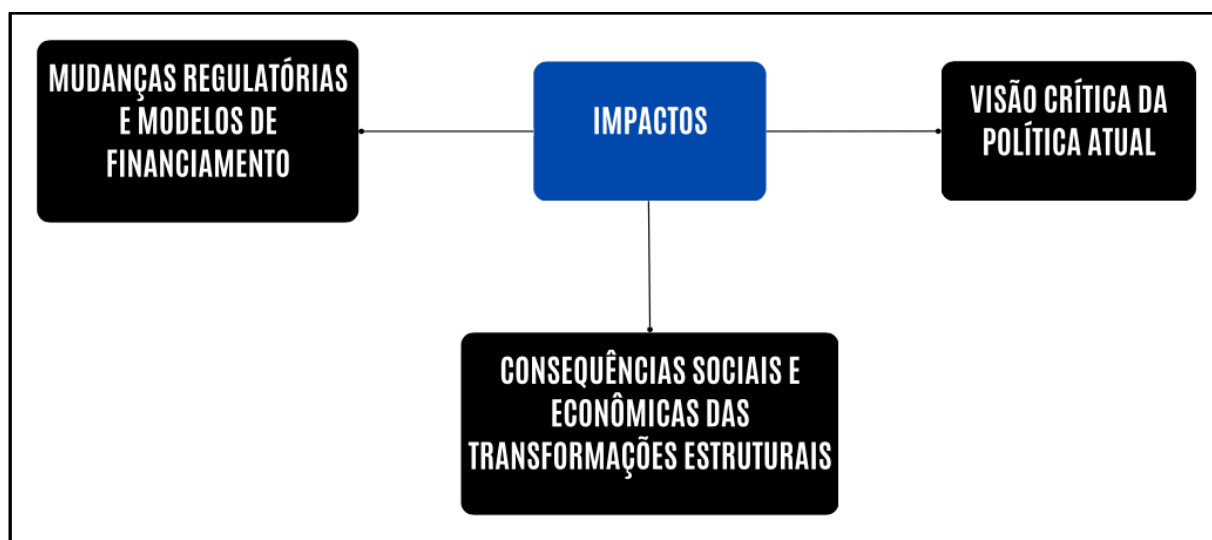 MUDANÇAS REGULATÓRIAS
E MODELOS DE
FINANCIAMENTO
IMPACTOS
VISÃO CRÍTICA DA
POLÍTICA ATUAL
CONSEQUÊNCIAS SOCIAIS E
ECONÔMICAS DAS
TRANSFORMAÇÕES ESTRUTURAIS